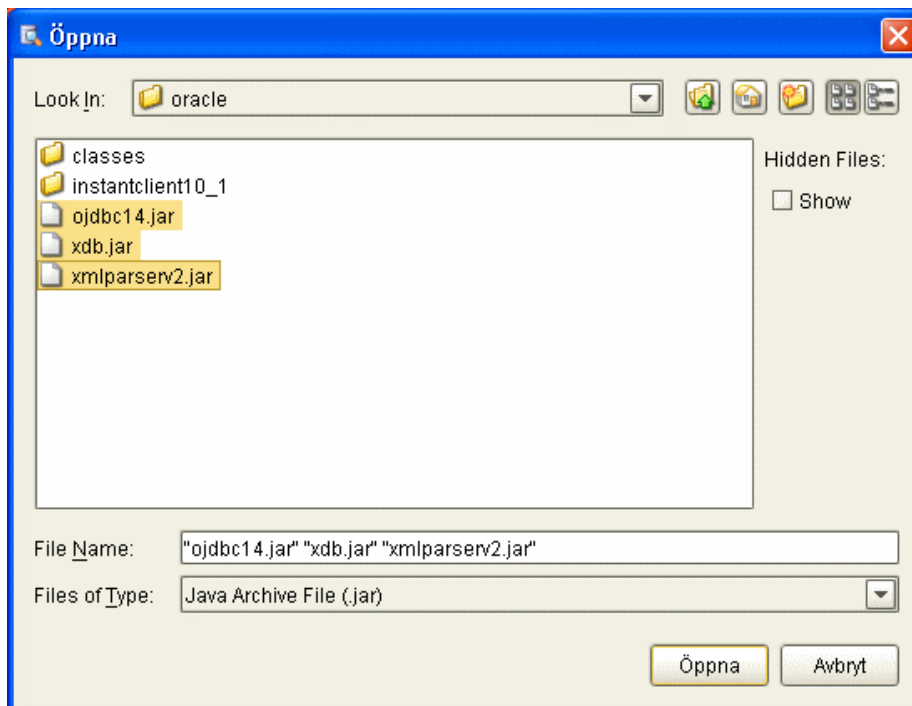 Öppna
Look In: oracle
classes
instantclient10_1
ojdbc14.jar
xdb.jar
xmlparserv2.jar
Hidden Files:
Show
File Name: "ojdbc14.jar" "xdb.jar" "xmlparserv2.jar"
Files of Type: Java Archive File (.jar)
Öppna Avbryt